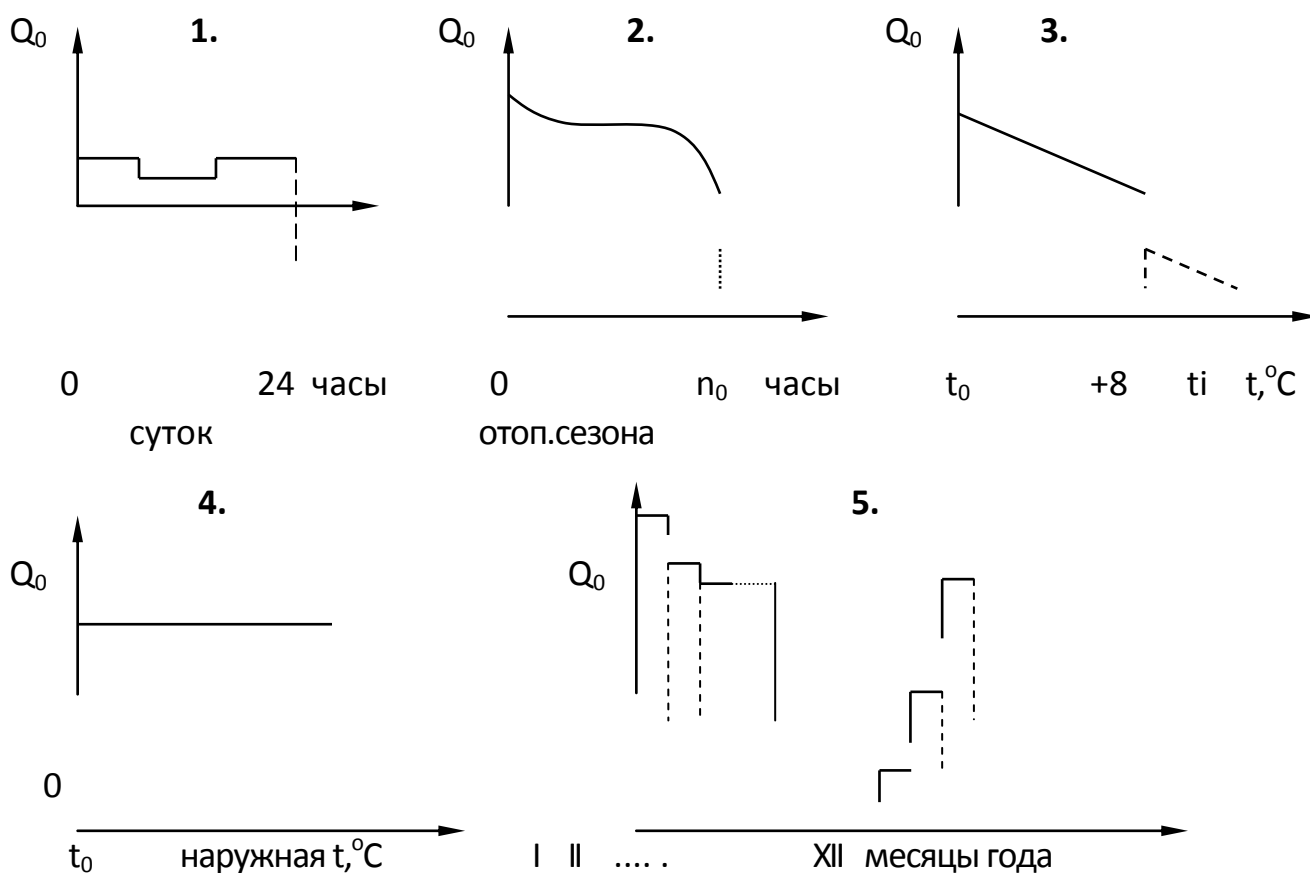 Q₀ 1. Q₀ 2. Q₀ 3.
0 24 часы 0 n₀ часы t₀ +8 ti t,°C
суток отоп.сезона
4. 5.
Q₀ Q₀
0
t₀ наружная t,°C I II .... . XII месяцы года